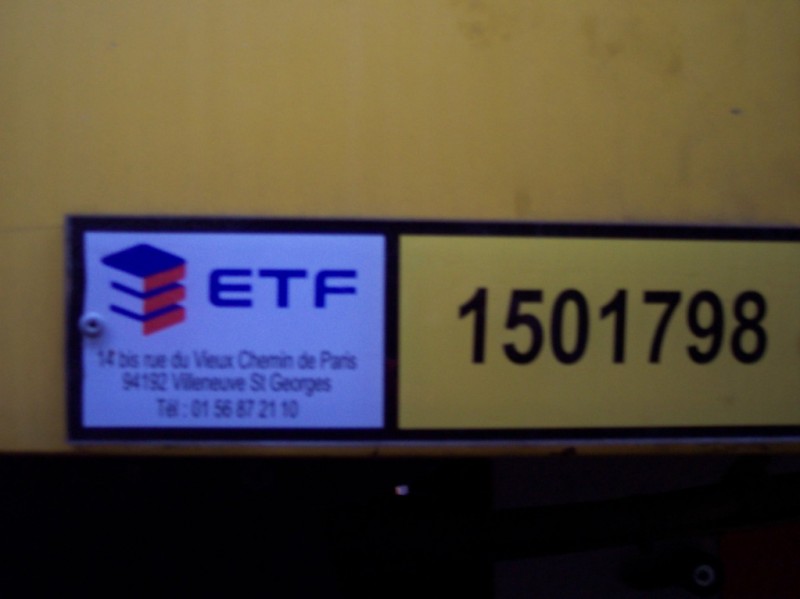 ETF
14 bis rue du Vieux Chemin de Paris
94192 Villeneuve St Georges
Tél : 01 56 87 21 10
1501798